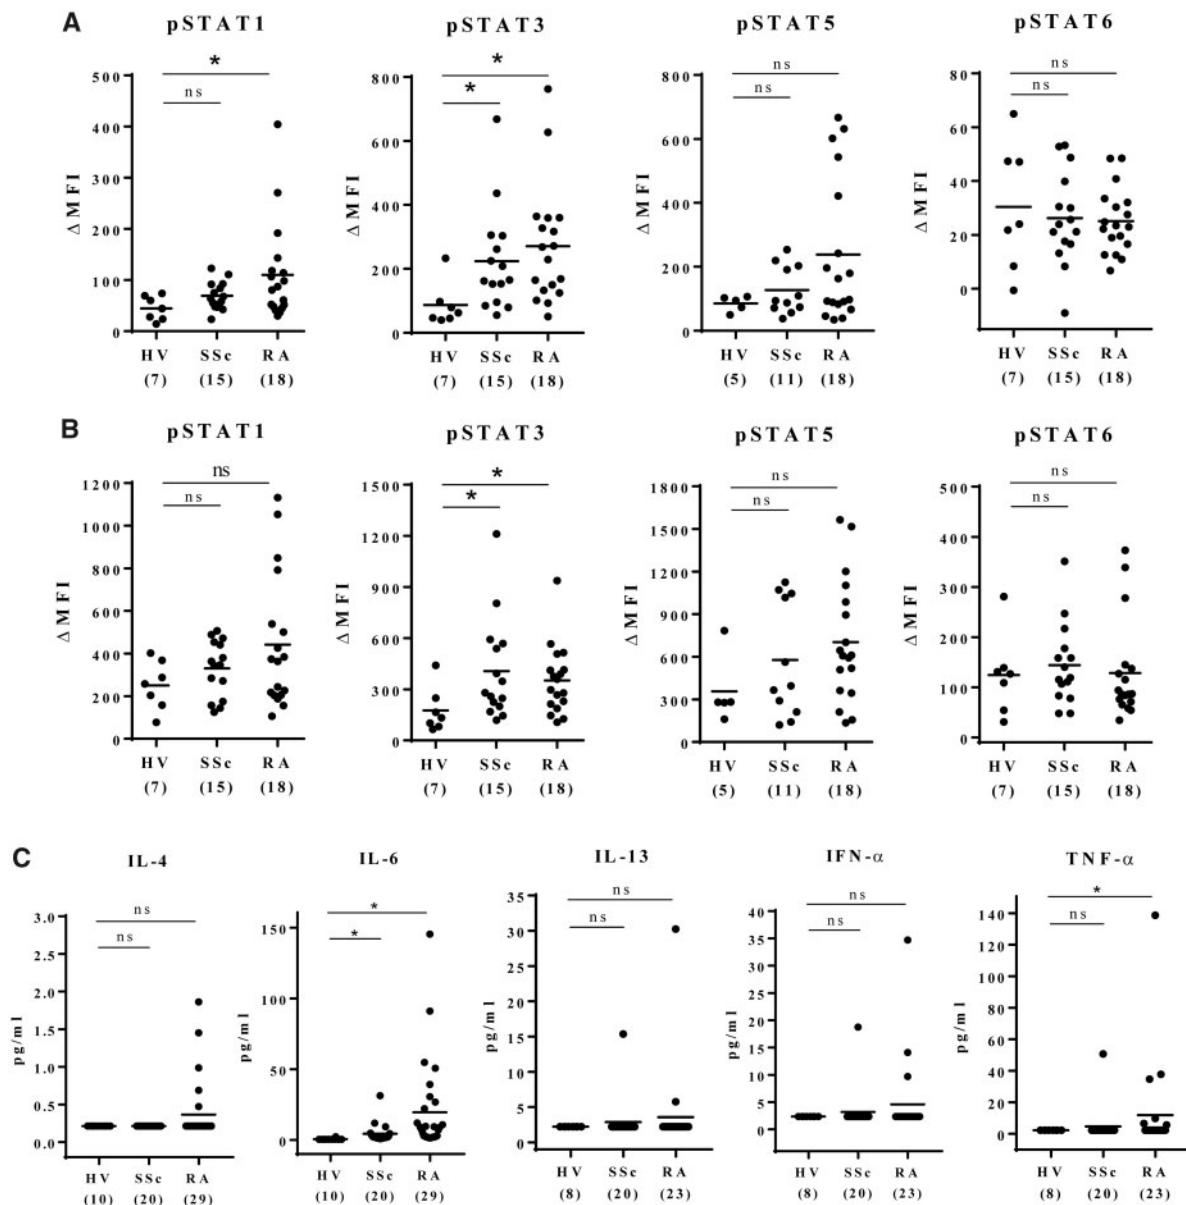 A
pSTAT1 pSTAT3 pSTAT5 pSTAT6
* * ns ns
ns * ns ns
500 800 800 80
400 600 600 60
300 400 400 40
200 200 200 20
100 0 0 0
0
ΔMFI ΔMFI ΔMFI ΔMFI
HV SSc RA HV SSc RA HV SSc RA HV SSc RA
(7) (15) (18) (7) (15) (18) (5) (11) (18) (7) (15) (18)
B
pSTAT1 pSTAT3 pSTAT5 pSTAT6
ns * ns ns
ns * ns ns
1200 1500 1800 500
1000 1200 1500 400
800 900 1200 300
600 600 900 200
400 300 600 100
200 0 300 0
0 0
ΔMFI ΔMFI ΔMFI ΔMFI
HV SSc RA HV SSc RA HV SSc RA HV SSc RA
(7) (15) (18) (7) (15) (18) (5) (11) (18) (7) (15) (18)
C
IL-4 IL-6 IL-13 IFN-α TNF-α
ns * ns ns *
ns * ns ns ns
3.0 150 35 40 140
2.5 100 30 35 120
2.0 50 25 30 100
1.5 0 20 25 80
1.0 15 20 60
0.5 10 15 40
0.0 5 10 20
0 5 0
0
pg/ml pg/ml pg/ml pg/ml pg/ml
HV SSc RA HV SSc RA HV SSc RA HV SSc RA HV SSc RA
(10) (20) (29) (10) (20) (29) (8) (20) (23) (8) (20) (23) (8) (20) (23)